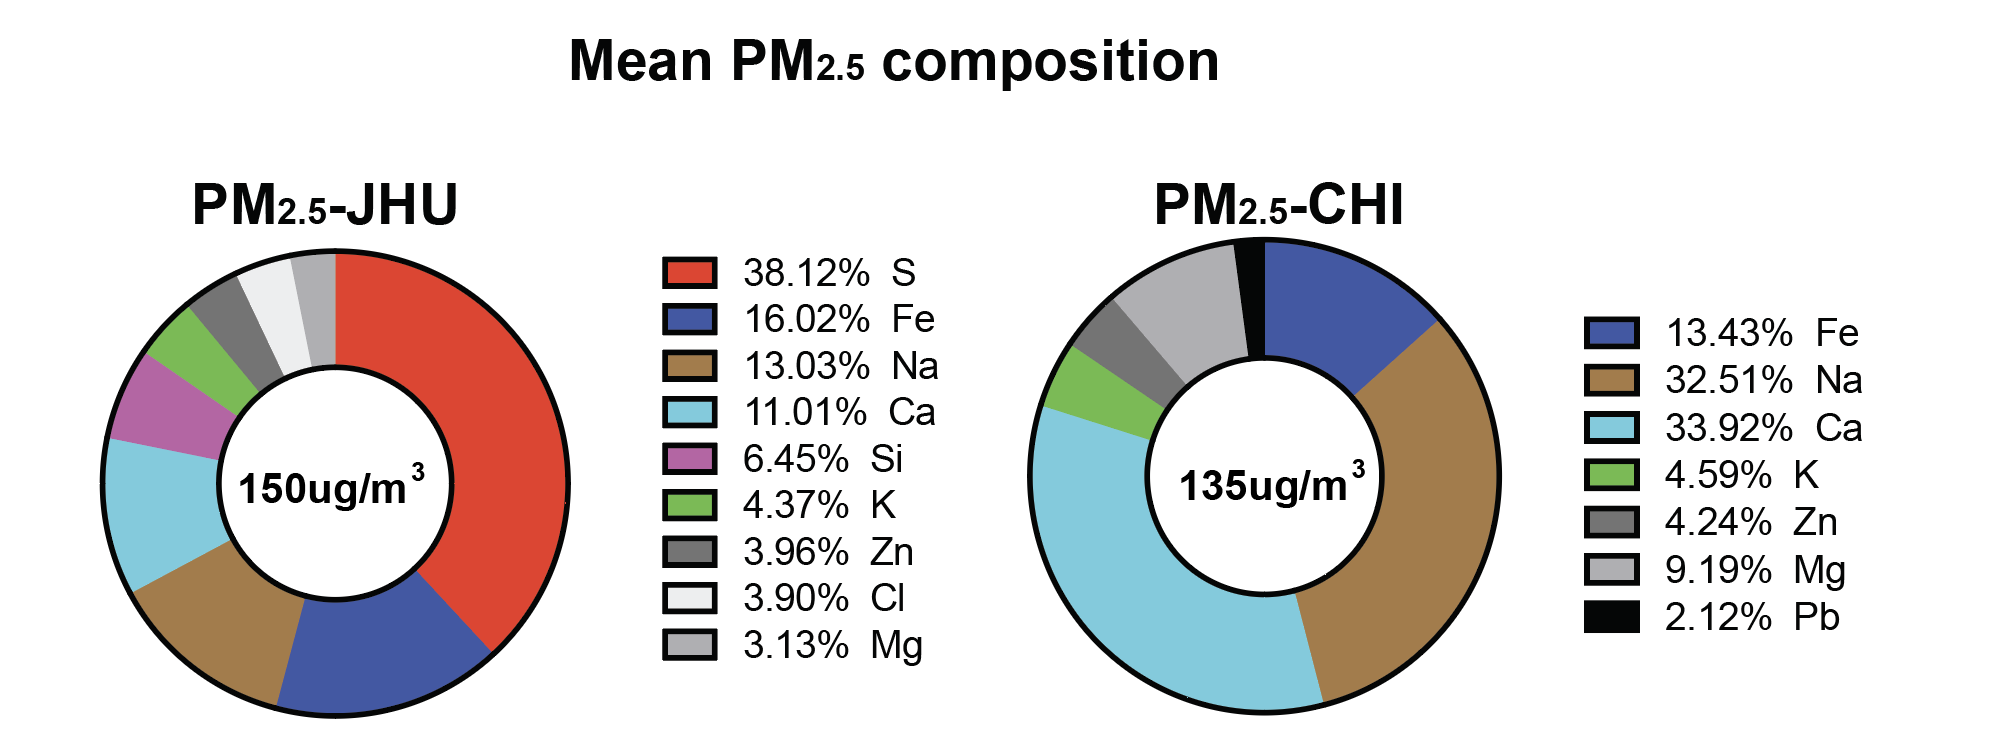 Mean PM2.5 composition
PM2.5-JHU
150ug/m3
38.12% S
16.02% Fe
13.03% Na
11.01% Ca
6.45% Si
4.37% K
3.96% Zn
3.90% Cl
3.13% Mg
PM2.5-CHI
135ug/m3
13.43% Fe
32.51% Na
33.92% Ca
4.59% K
4.24% Zn
9.19% Mg
2.12% Pb